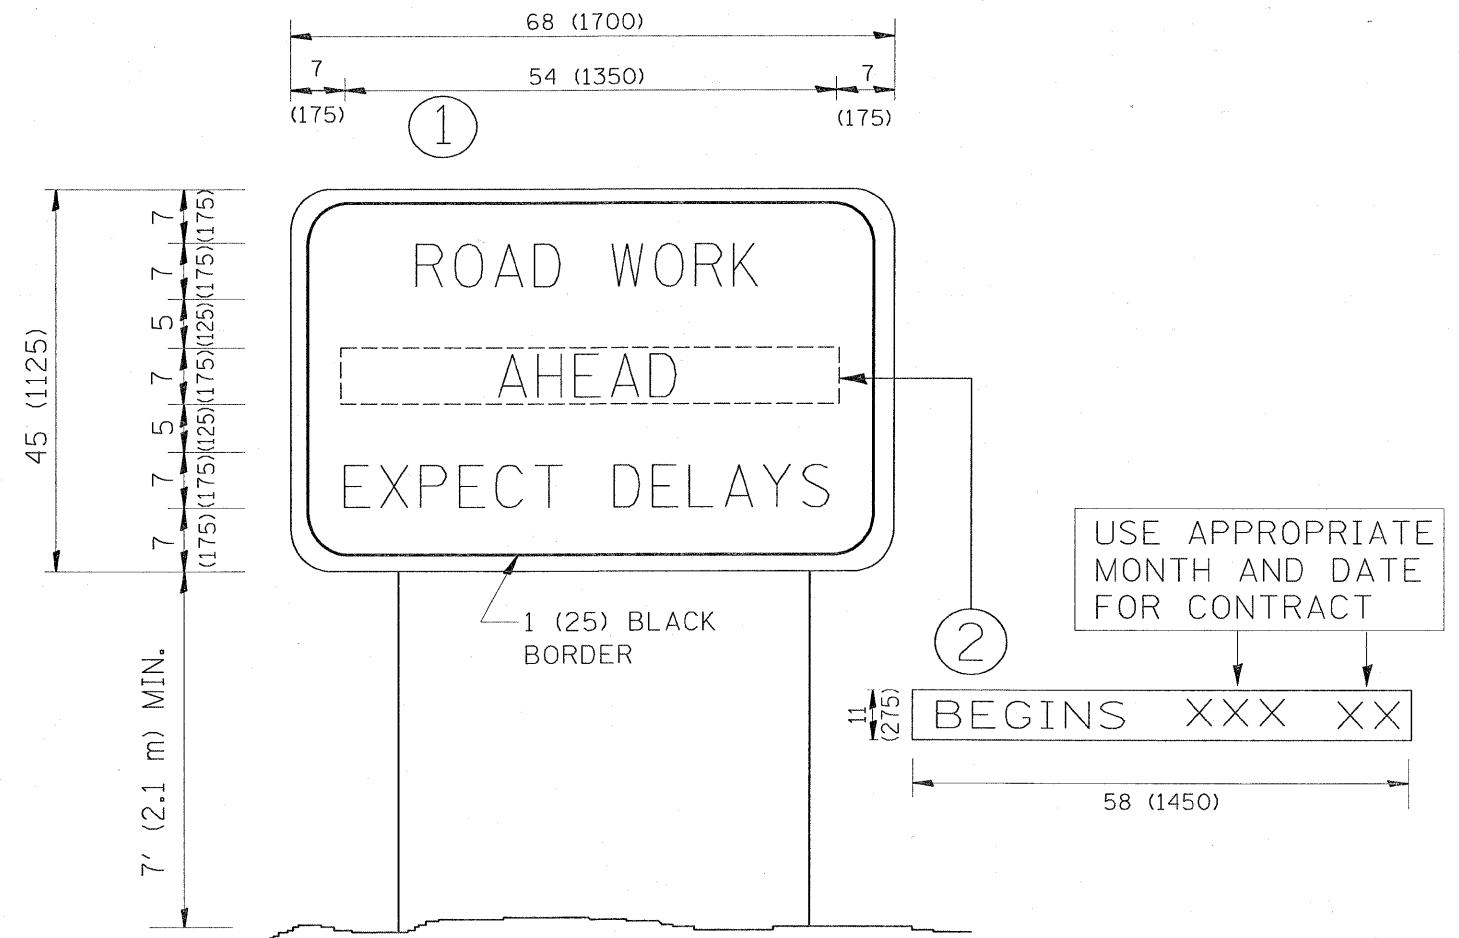 68 (1700)
7
54 (1350)
7
(175)
(175)
1
45 (1125)
7
(175)
7
(175)
5
(125)
7
(175)
5
(125)
7
(175)
7
(175)
ROAD WORK
AHEAD
EXPECT DELAYS
1 (25) BLACK
BORDER
7' (2.1 m) MIN.
2
USE APPROPRIATE
MONTH AND DATE
FOR CONTRACT
11
(275)
BEGINS XXX XX
58 (1450)